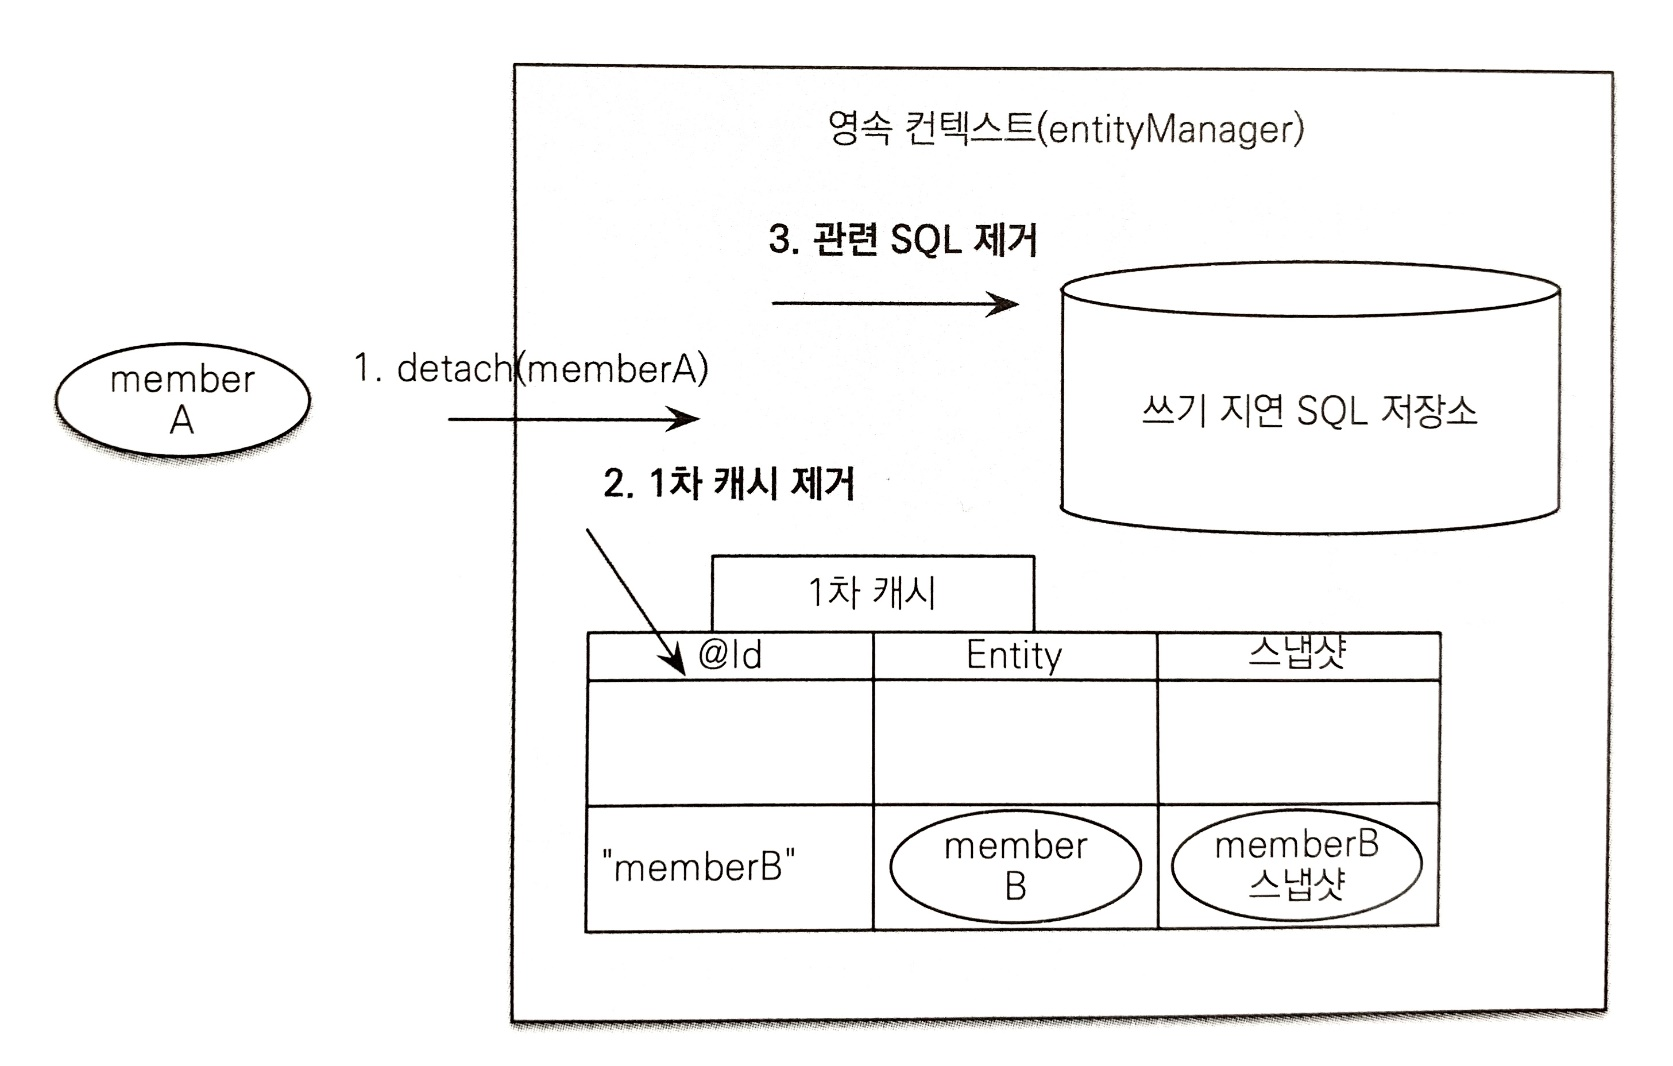 영속 컨텍스트(entityManager)
3. 관련 SQL 제거
member
A
1. detach(memberA)
쓰기 지연 SQL 저장소
2. 1차 캐시 제거
1차 캐시
@Id Entity 스냅샷
"memberB"
member
B
memberB
스냅샷